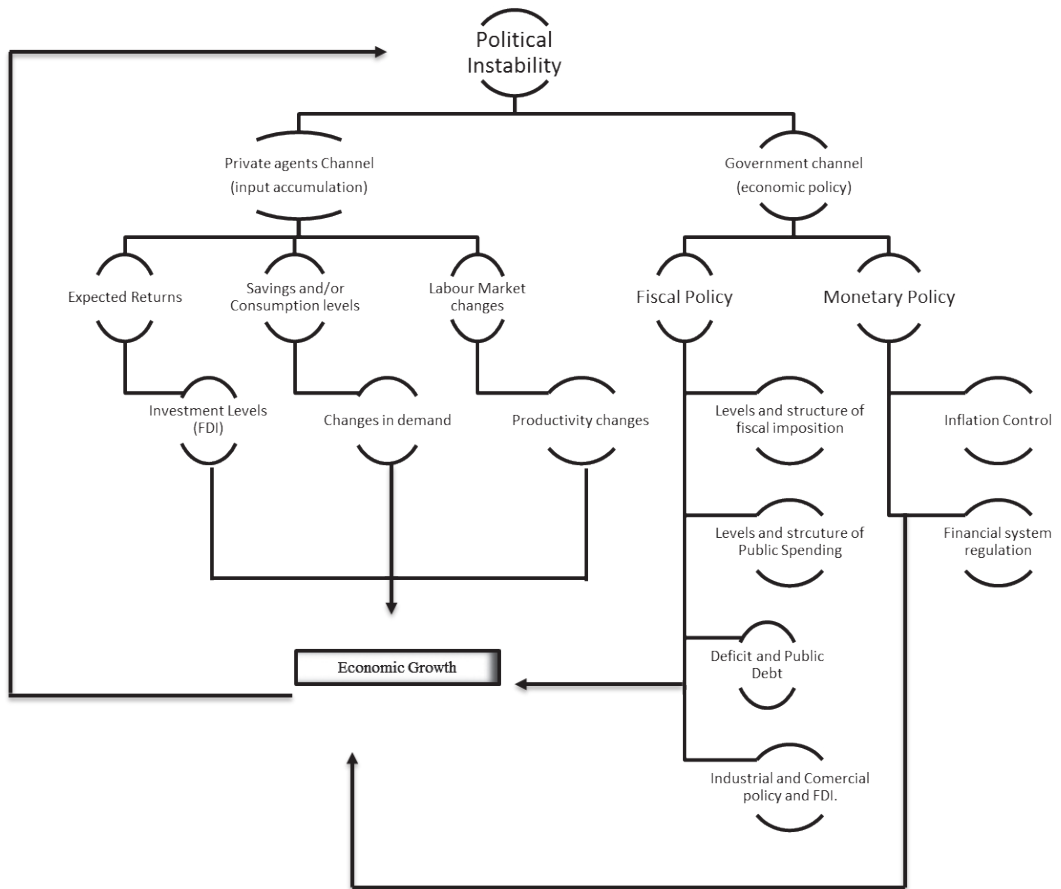 Political
Instability
Private agents Channel
(input accumulation)
Government channel
(economic policy)
Expected Returns
Savings and/or
Consumption levels
Labour Market
changes
Fiscal Policy
Monetary Policy
Investment Levels
(FDI)
Changes in demand
Productivity changes
Levels and structure of
fiscal imposition
Inflation Control
Levels and strcuture of
Public Spending
Financial system
regulation
Economic Growth
Deficit and Public
Debt
Industrial and Comercial
policy and FDI.